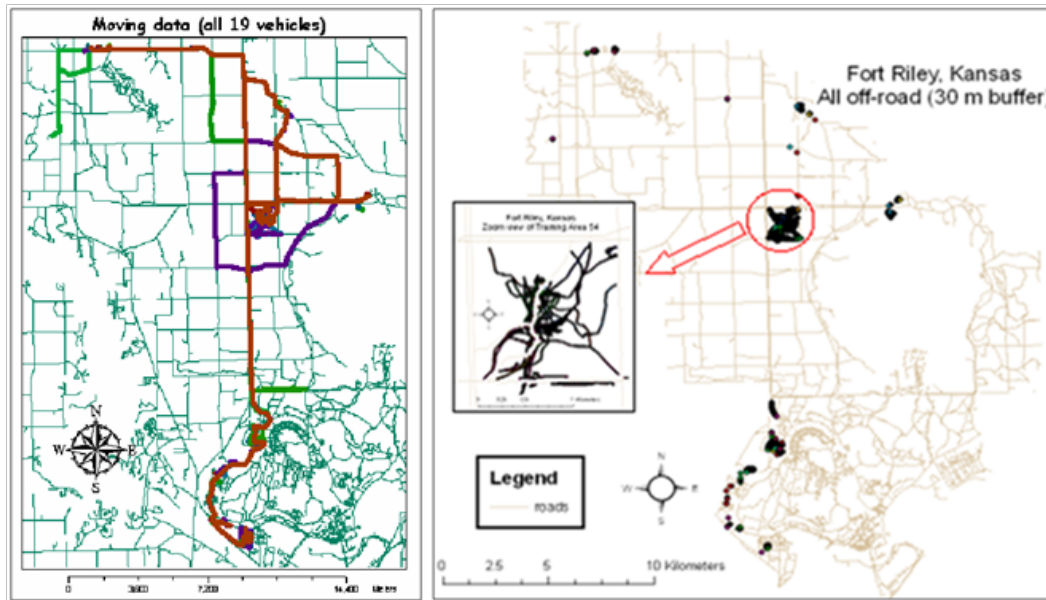 Moving data (all 19 vehicles)
N
W
E
S
0
3,600
7,200
14,400
Meters
Fort Riley, Kansas
All off-road (30 m buffer)
Fort Riley, Kansas
Zoom view of Training Area 54
Legend
roads
N
W
E
S
0
2.5
5
10 Kilometers